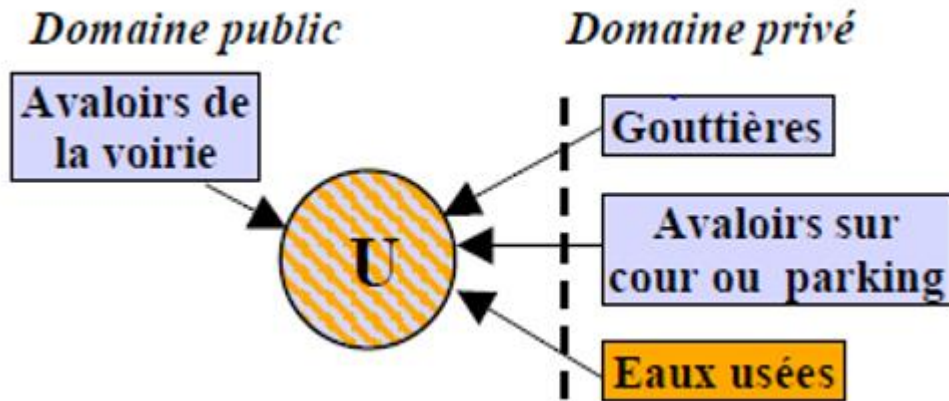 Domaine public
Domaine privé
Avaloirs de
la voirie
Gouttières
U
Avaloirs sur
cour ou parking
Eaux usées